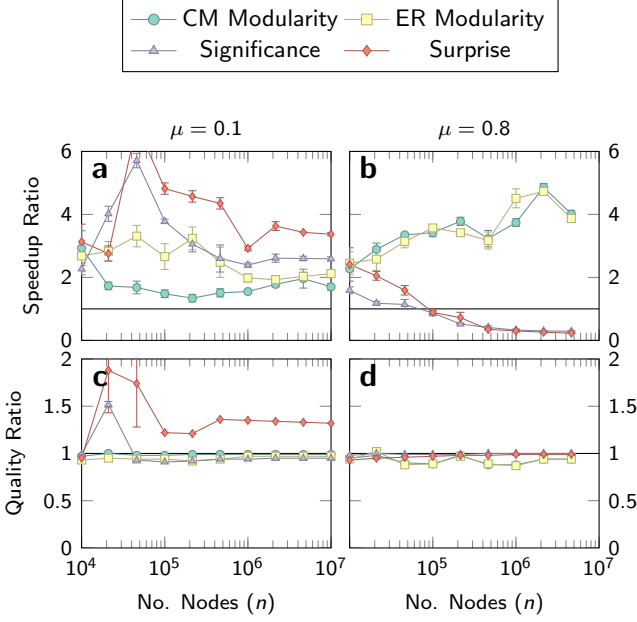 CM Modularity ER Modularity
Significance Surprise
μ = 0.1 μ = 0.8
a b
6 6
4 4
2 2
0 0
Speedup Ratio
c d
2 2
1.5 1.5
1 1
0.5 0.5
0 0
Quality Ratio
10^4 10^5 10^6 10^7 10^5 10^6 10^7
No. Nodes (n) No. Nodes (n)